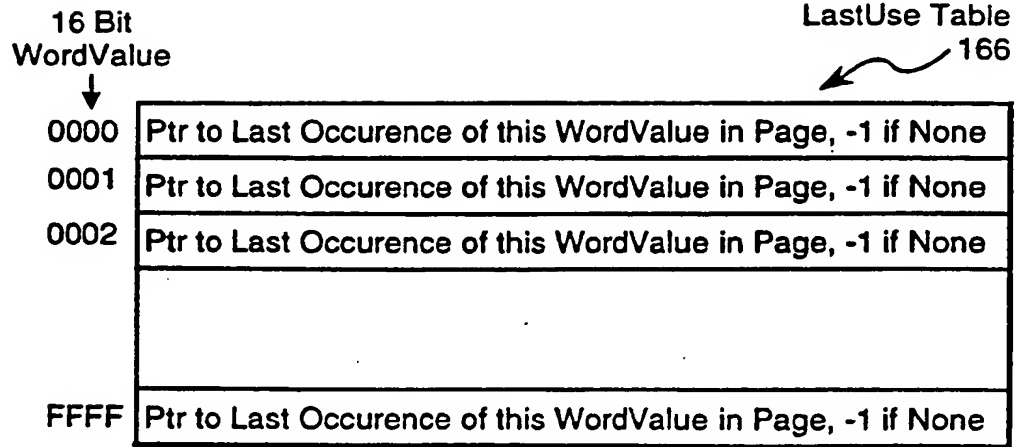 16 Bit
WordValue
LastUse Table
166
0000 Ptr to Last Occurence of this WordValue in Page, -1 if None
0001 Ptr to Last Occurence of this WordValue in Page, -1 if None
0002 Ptr to Last Occurence of this WordValue in Page, -1 if None
FFFF Ptr to Last Occurence of this WordValue in Page, -1 if None